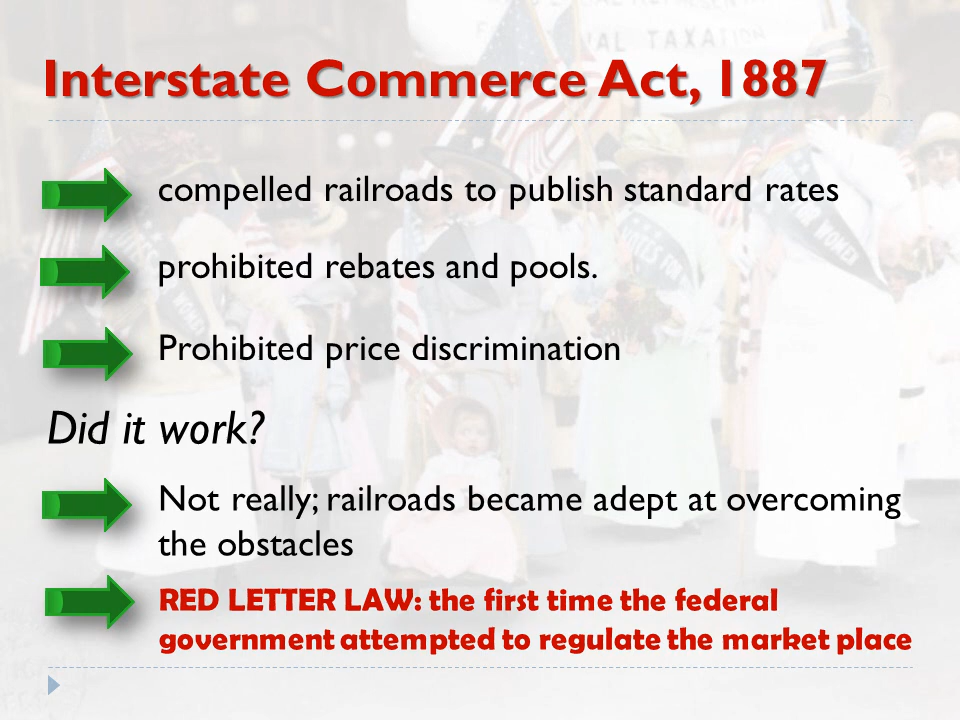 Interstate Commerce Act, 1887
compelled railroads to publish standard rates
prohibited rebates and pools.
Prohibited price discrimination
Did it work?
Not really; railroads became adept at overcoming
the obstacles
RED LETTER LAW: the first time the federal
government attempted to regulate the market place